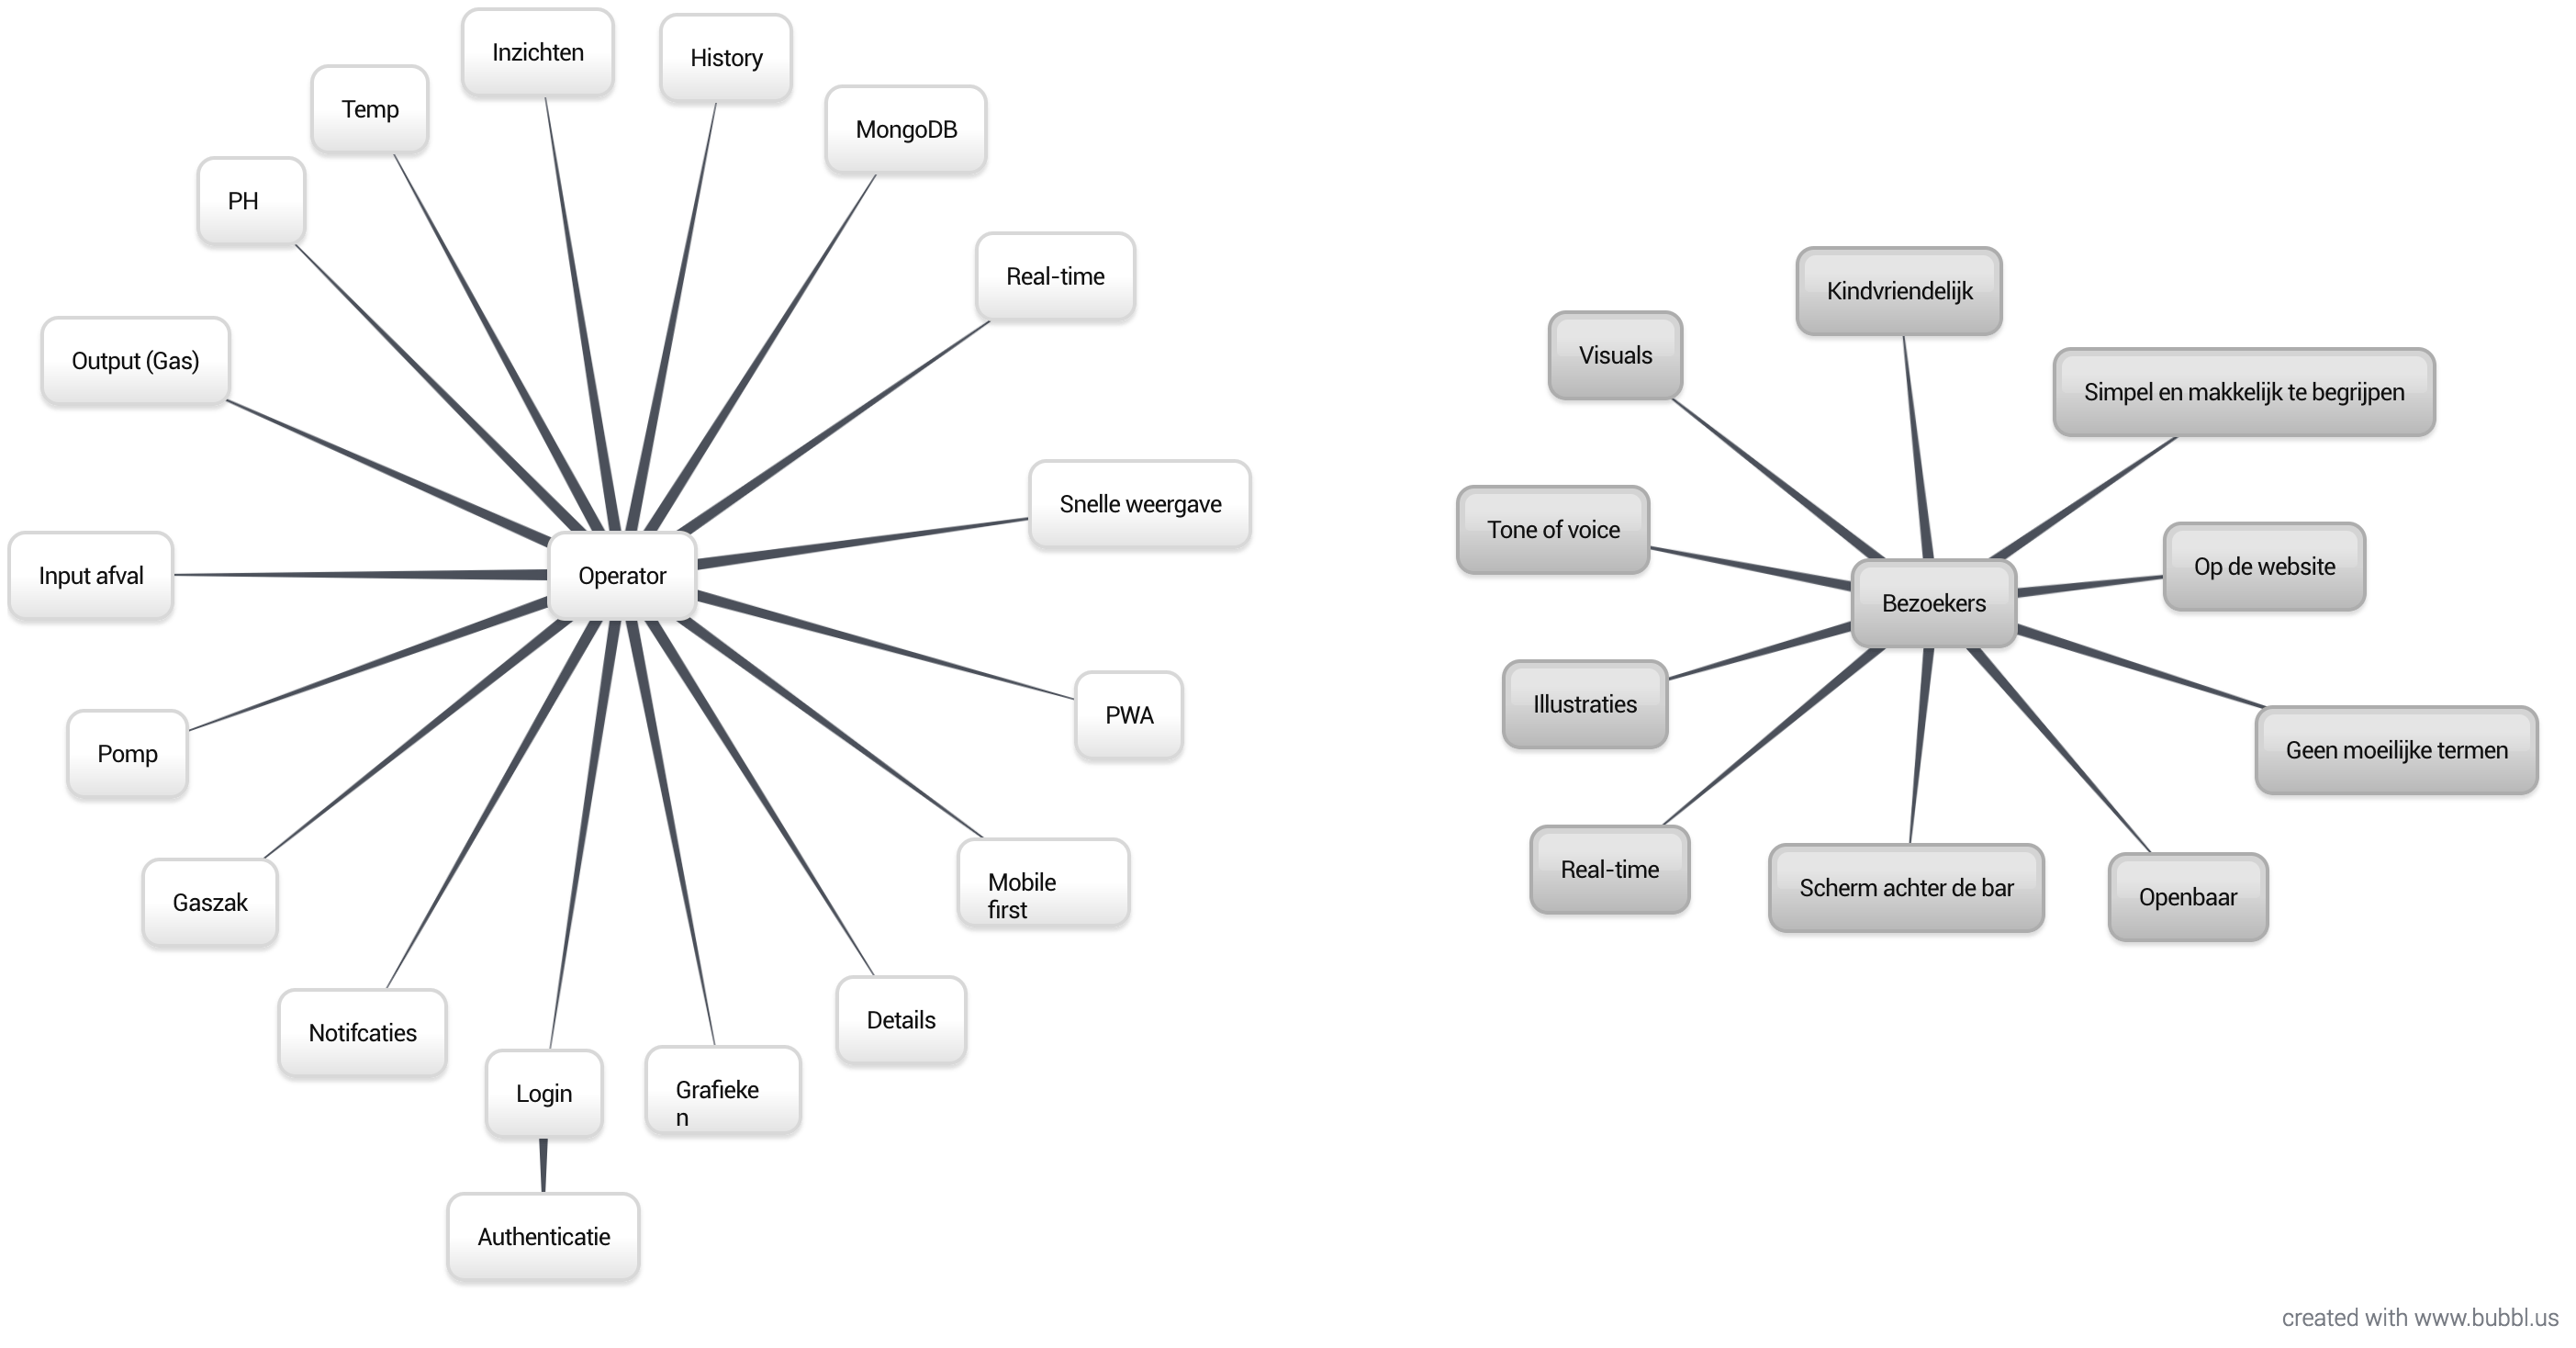 Inzichten
History
Temp
MongoDB
PH
Real-time
Output (Gas)
Snelle weergave
Input afval
Operator
PWA
Pomp
Mobile
first
Gaszak
Details
Notifcaties
Login
Grafieke
n
Authenticatie
Kindvriendelijk
Visuals
Simpel en makkelijk te begrijpen
Tone of voice
Op de website
Bezoekers
Illustraties
Geen moeilijke termen
Real-time
Scherm achter de bar
Openbaar
created with www.bubbl.us